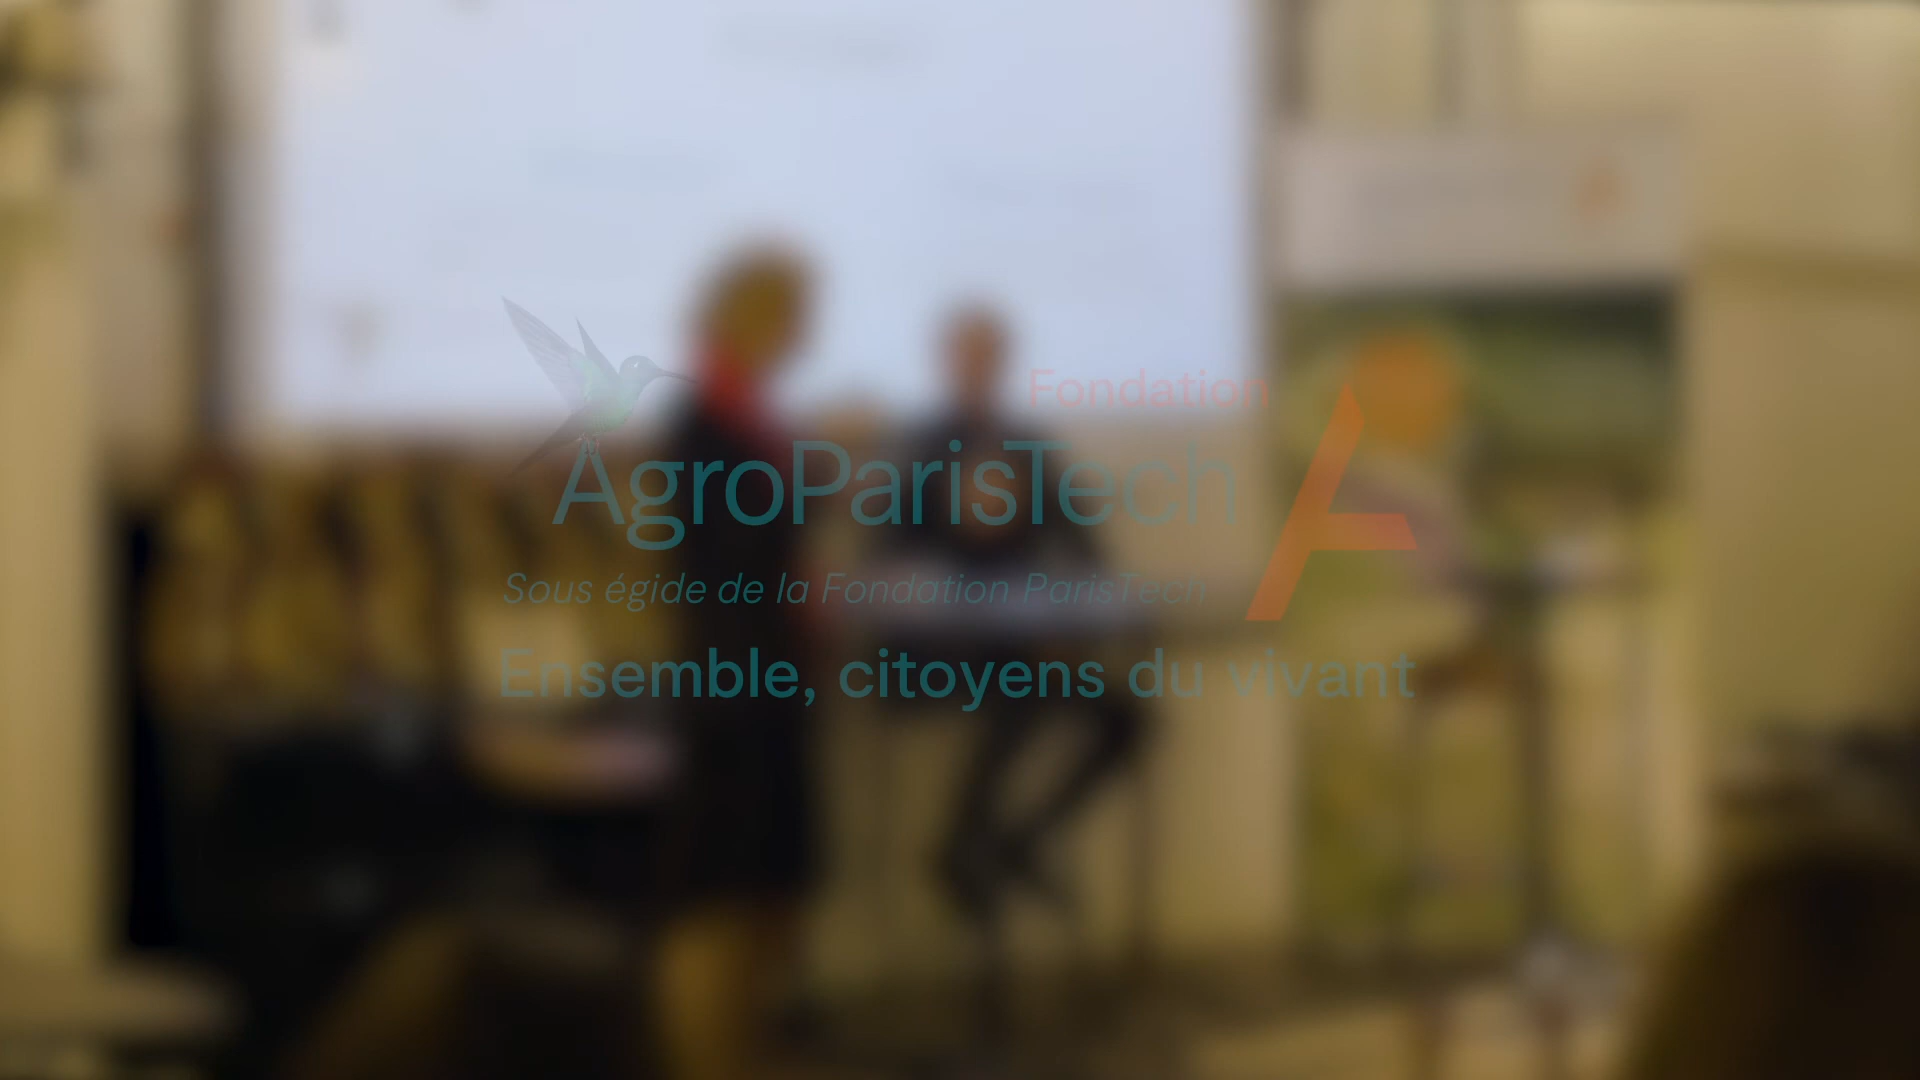 Fondation
AgroParisTech
Sous égide de la Fondation ParisTech
Ensemble, citoyens du vivant